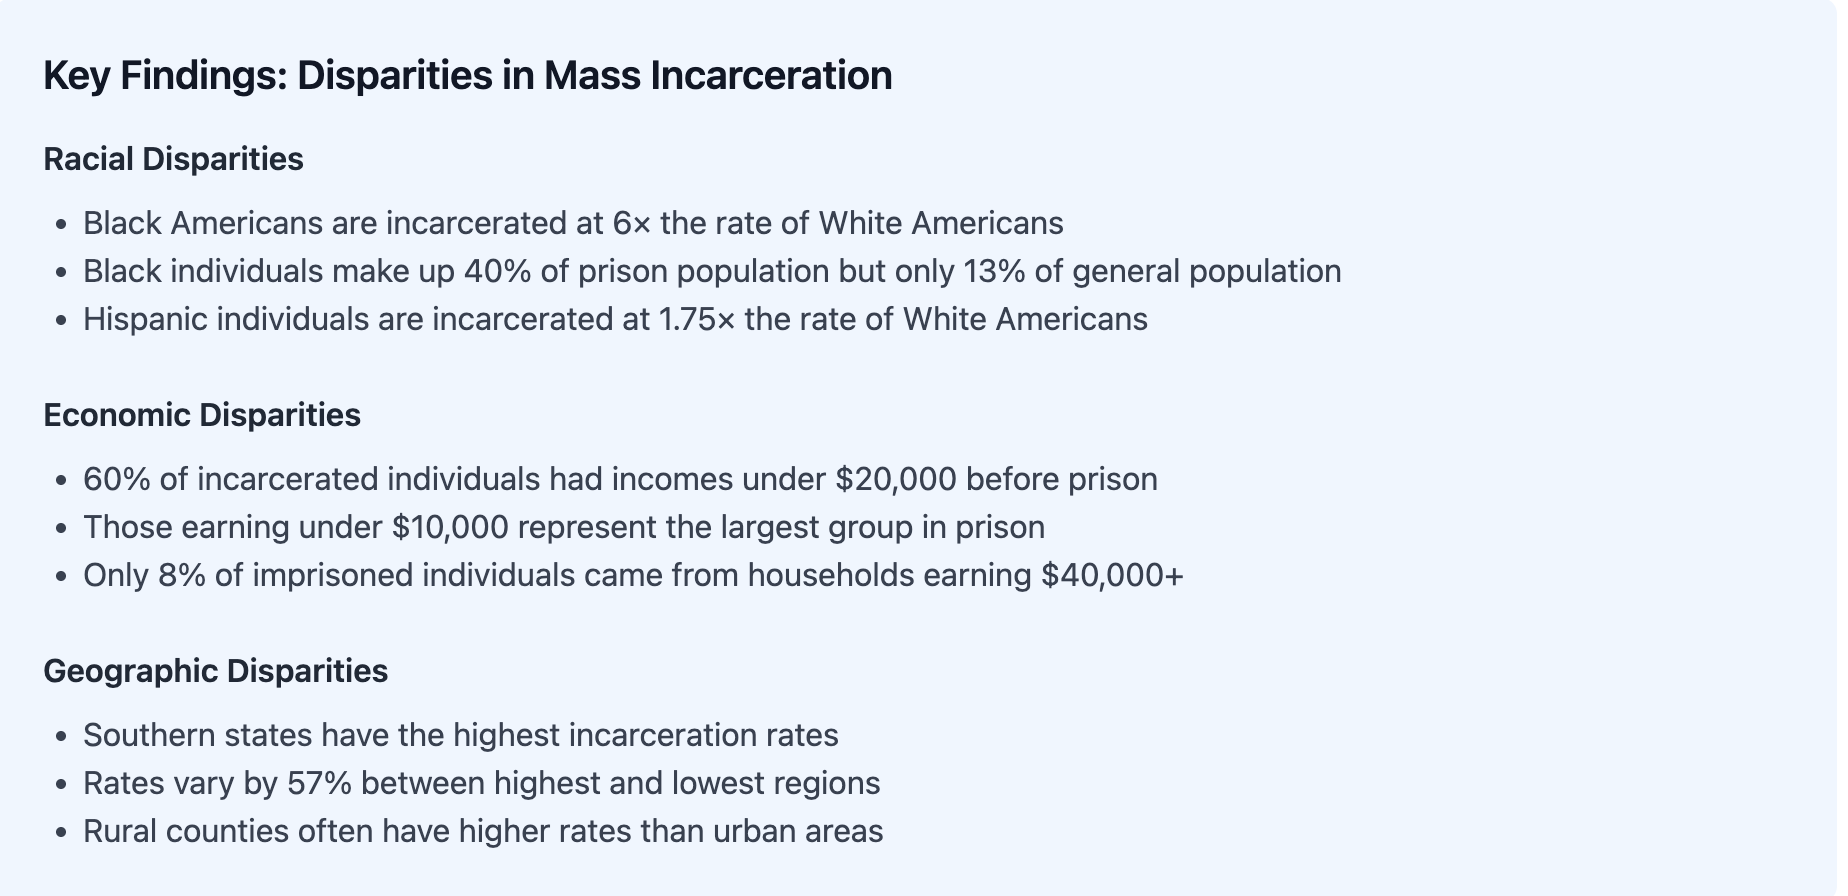 Key Findings: Disparities in Mass Incarceration
Racial Disparities
• Black Americans are incarcerated at 6× the rate of White Americans
• Black individuals make up 40% of prison population but only 13% of general population
• Hispanic individuals are incarcerated at 1.75× the rate of White Americans
Economic Disparities
• 60% of incarcerated individuals had incomes under $20,000 before prison
• Those earning under $10,000 represent the largest group in prison
• Only 8% of imprisoned individuals came from households earning $40,000+
Geographic Disparities
• Southern states have the highest incarceration rates
• Rates vary by 57% between highest and lowest regions
• Rural counties often have higher rates than urban areas